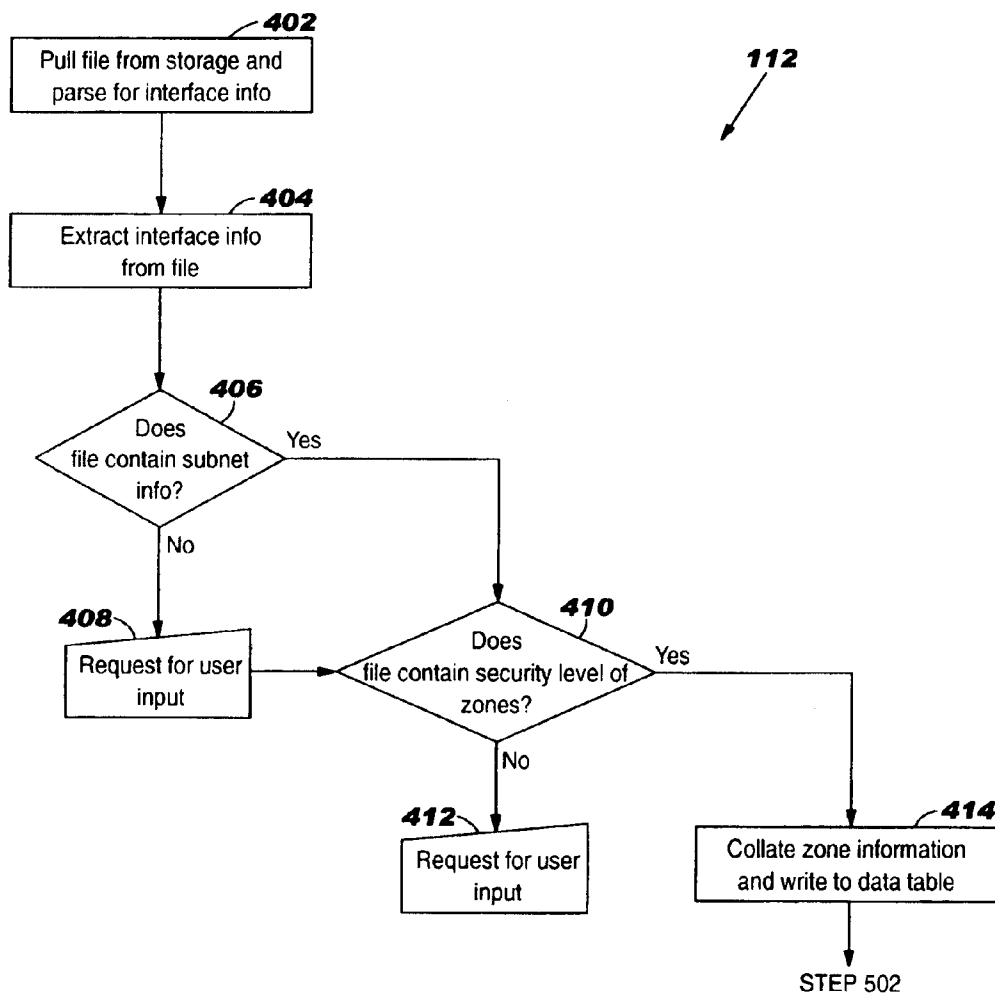 402
Pull file from storage and
parse for interface info
112
404
Extract interface info
from file
406
Does
file contain subnet
info?
Yes
No
408
Request for user
input
410
Does
file contain security level of
zones?
Yes
No
412
Request for user
input
414
Collate zone information
and write to data table
STEP 502